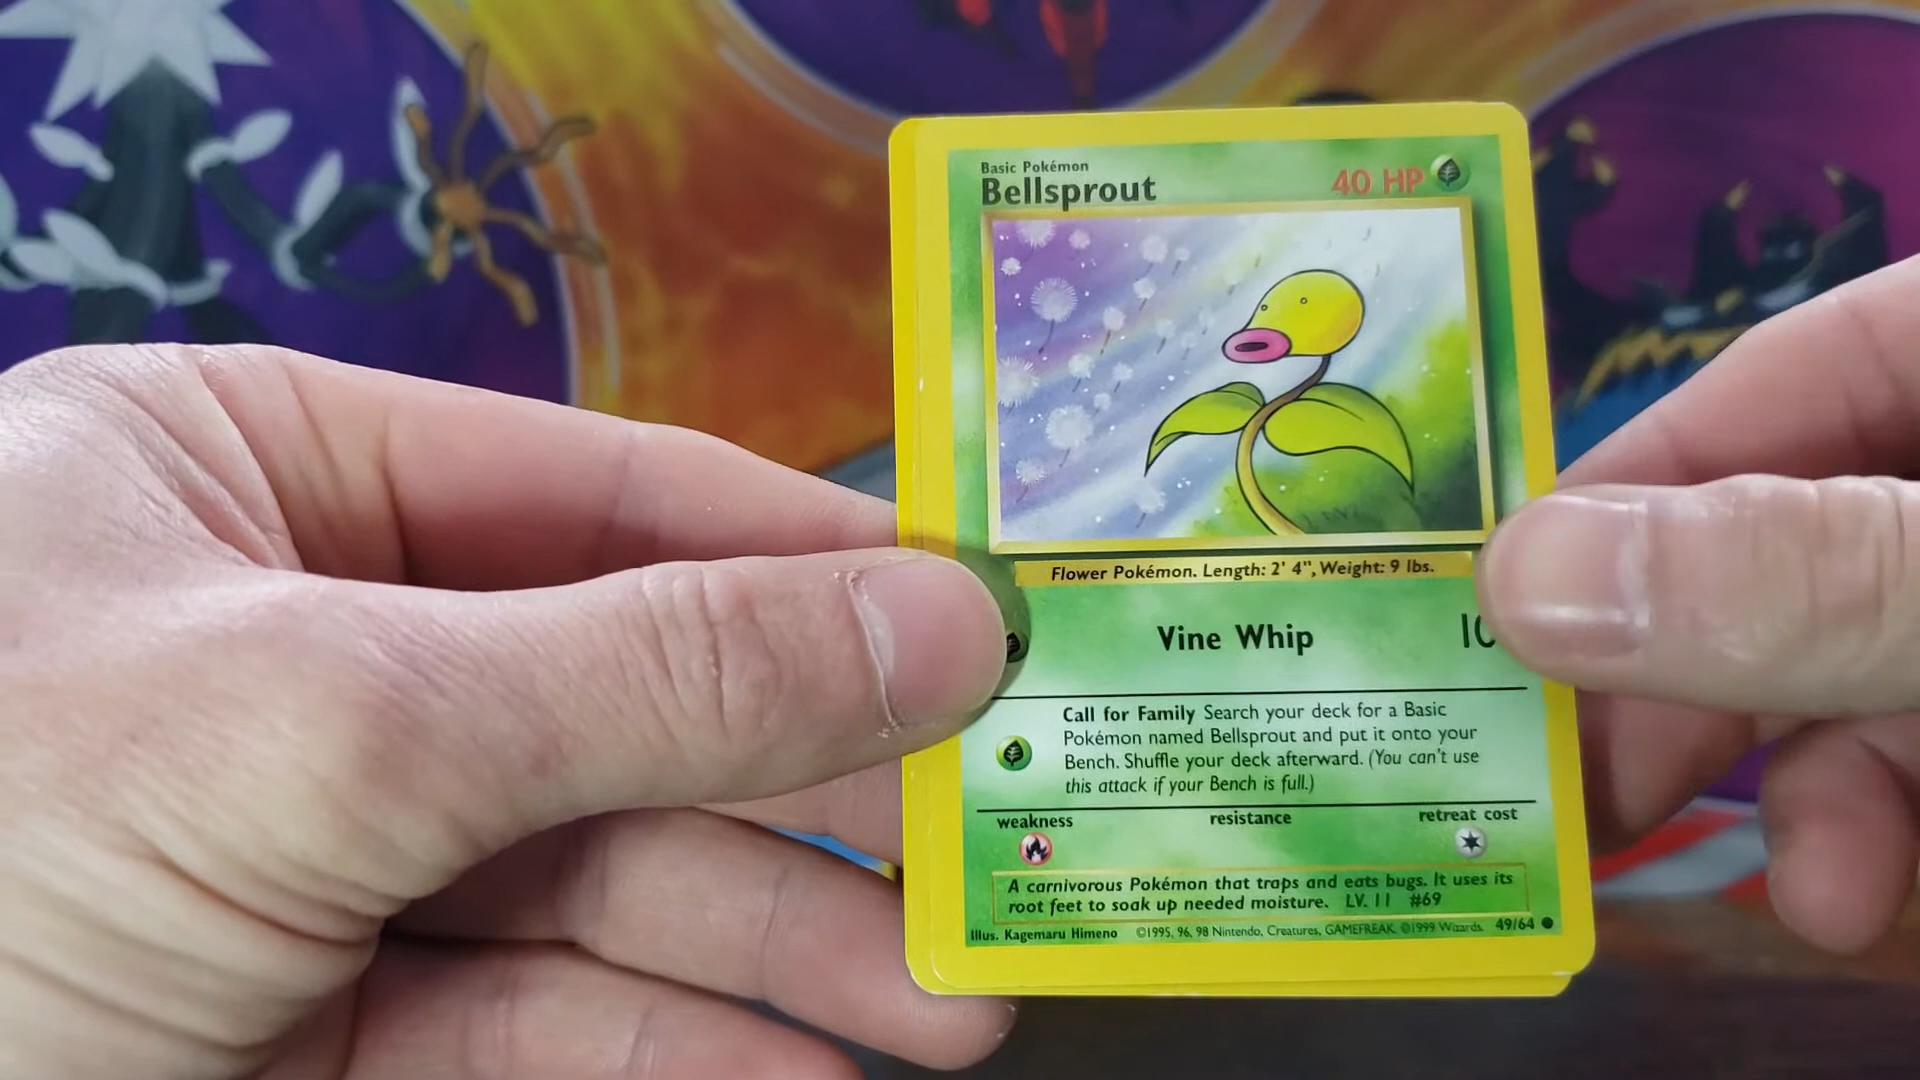 Basic Pokémon
Bellsprout
40 HP
Flower Pokémon. Length: 2' 4", Weight: 9 lbs.
Vine Whip
Call for Family Search your deck for a Basic
Pokémon named Bellsprout and put it onto your
Bench. Shuffle your deck afterward. (You can't use
this attack if your Bench is full.)
weakness resistance retreat cost
A carnivorous Pokémon that traps and eats bugs. It uses its
root feet to soak up needed moisture. LV. 11 #69
Illus. Kagemaru Himeno ©1995, 96, 98 Nintendo, Creatures, GAMEFREAK. ©1999 Wizards. 49/64